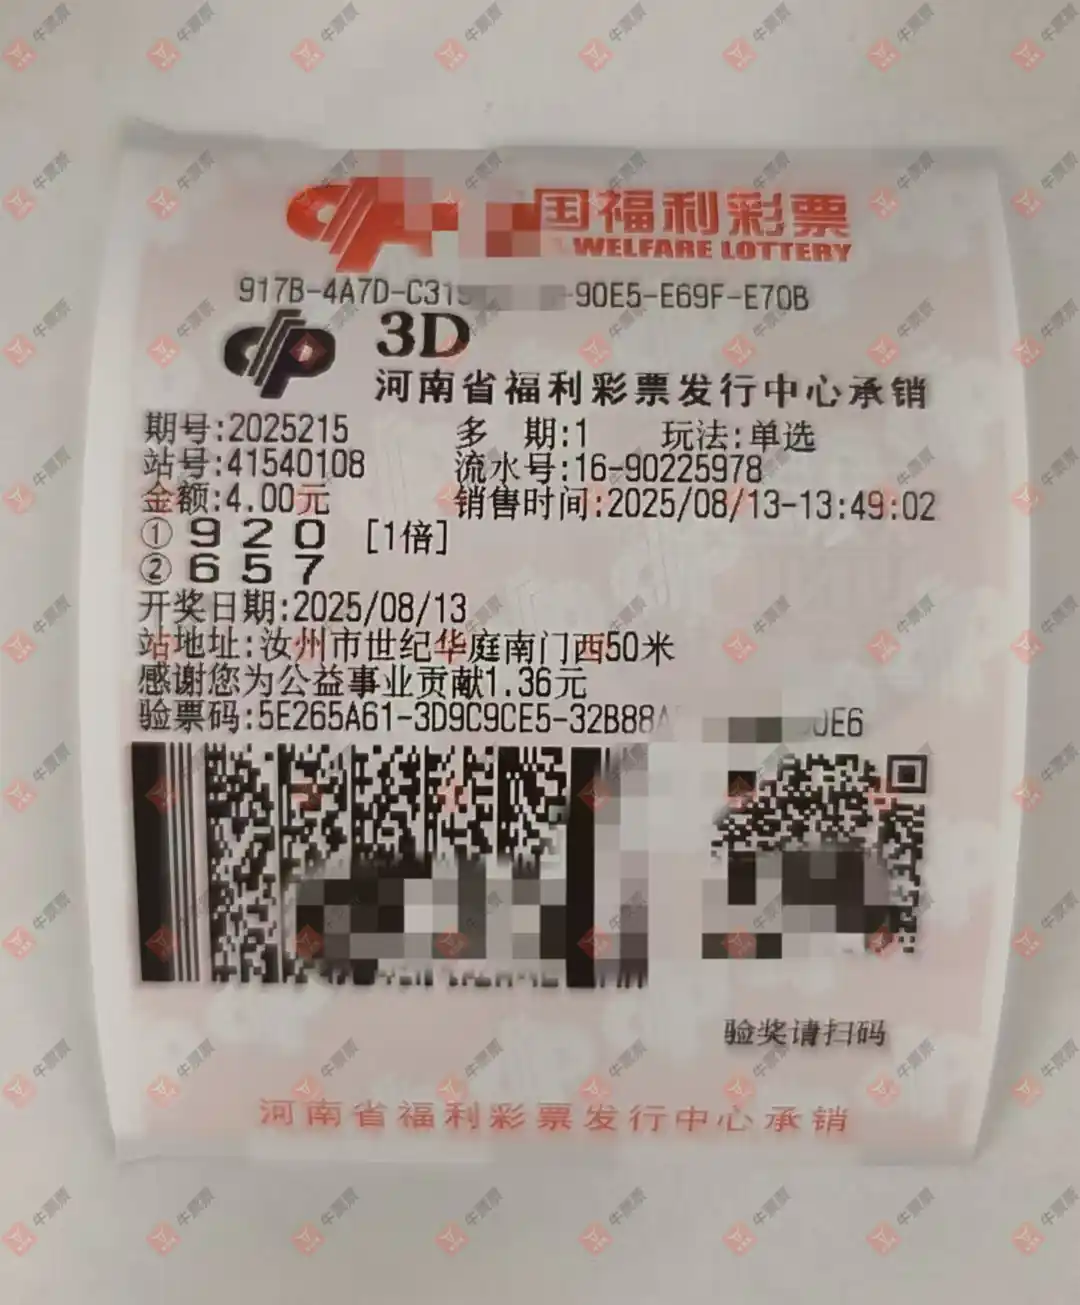 国福利彩票
WELFARE LOTTERY
917B-4A7D-C31 -90E5-E69F-E70B
3D
河南省福利彩票发行中心承销
期号:2025215 多 期:1 玩法:单选
站号:41540108 流水号:16-90225978
金额:4.00元 销售时间:2025/08/13-13:49:02
① 9 2 0 [1倍]
② 6 5 7
开奖日期:2025/08/13
站地址:汝州市世纪华庭南门西50米
感谢您为公益事业贡献1.36元
验票码:5E265A61-3D9C9CE5-32B88A 0E6
验奖请扫码
河南省福利彩票发行中心承销
牛票票